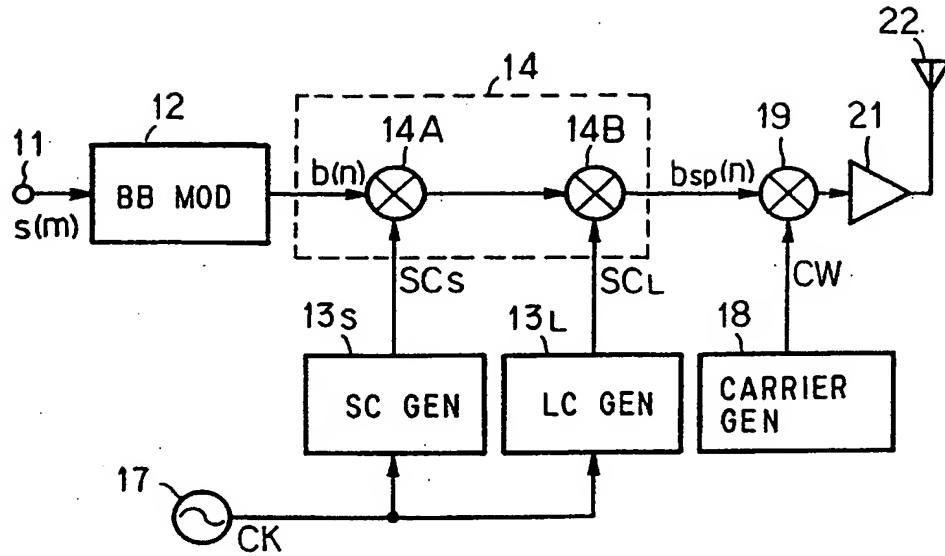 22
14
12
14A
14B
19
21
11
b(n)
bsp(n)
s(m)
BB MOD
SCs
SCL
CW
13s
13L
18
SC GEN
LC GEN
CARRIER
GEN
17
CK